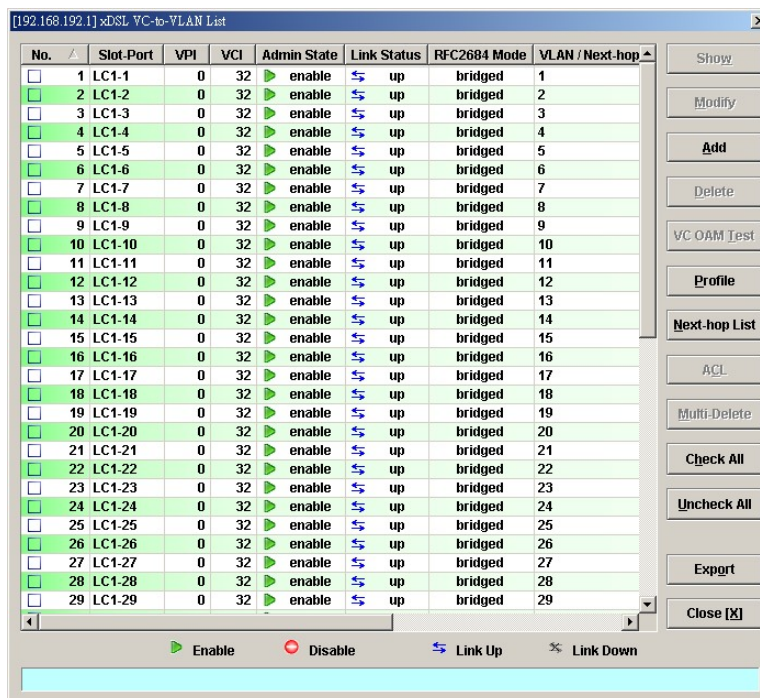 [192.168.192.1] xDSL VC-to-VLAN List
No. Slot-Port VPI VCI Admin State Link Status RFC2684 Mode VLAN / Next-hop
1 LC1-1 0 32 enable up bridged 1
2 LC1-2 0 32 enable up bridged 2
3 LC1-3 0 32 enable up bridged 3
4 LC1-4 0 32 enable up bridged 4
5 LC1-5 0 32 enable up bridged 5
6 LC1-6 0 32 enable up bridged 6
7 LC1-7 0 32 enable up bridged 7
8 LC1-8 0 32 enable up bridged 8
9 LC1-9 0 32 enable up bridged 9
10 LC1-10 0 32 enable up bridged 10
11 LC1-11 0 32 enable up bridged 11
12 LC1-12 0 32 enable up bridged 12
13 LC1-13 0 32 enable up bridged 13
14 LC1-14 0 32 enable up bridged 14
15 LC1-15 0 32 enable up bridged 15
16 LC1-16 0 32 enable up bridged 16
17 LC1-17 0 32 enable up bridged 17
18 LC1-18 0 32 enable up bridged 18
19 LC1-19 0 32 enable up bridged 19
20 LC1-20 0 32 enable up bridged 20
21 LC1-21 0 32 enable up bridged 21
22 LC1-22 0 32 enable up bridged 22
23 LC1-23 0 32 enable up bridged 23
24 LC1-24 0 32 enable up bridged 24
25 LC1-25 0 32 enable up bridged 25
26 LC1-26 0 32 enable up bridged 26
27 LC1-27 0 32 enable up bridged 27
28 LC1-28 0 32 enable up bridged 28
29 LC1-29 0 32 enable up bridged 29
Show
Modify
Add
Delete
VC OAM Test
Profile
Next-hop List
ACL
Multi-Delete
Check All
Uncheck All
Export
Close [X]
Enable Disable Link Up Link Down